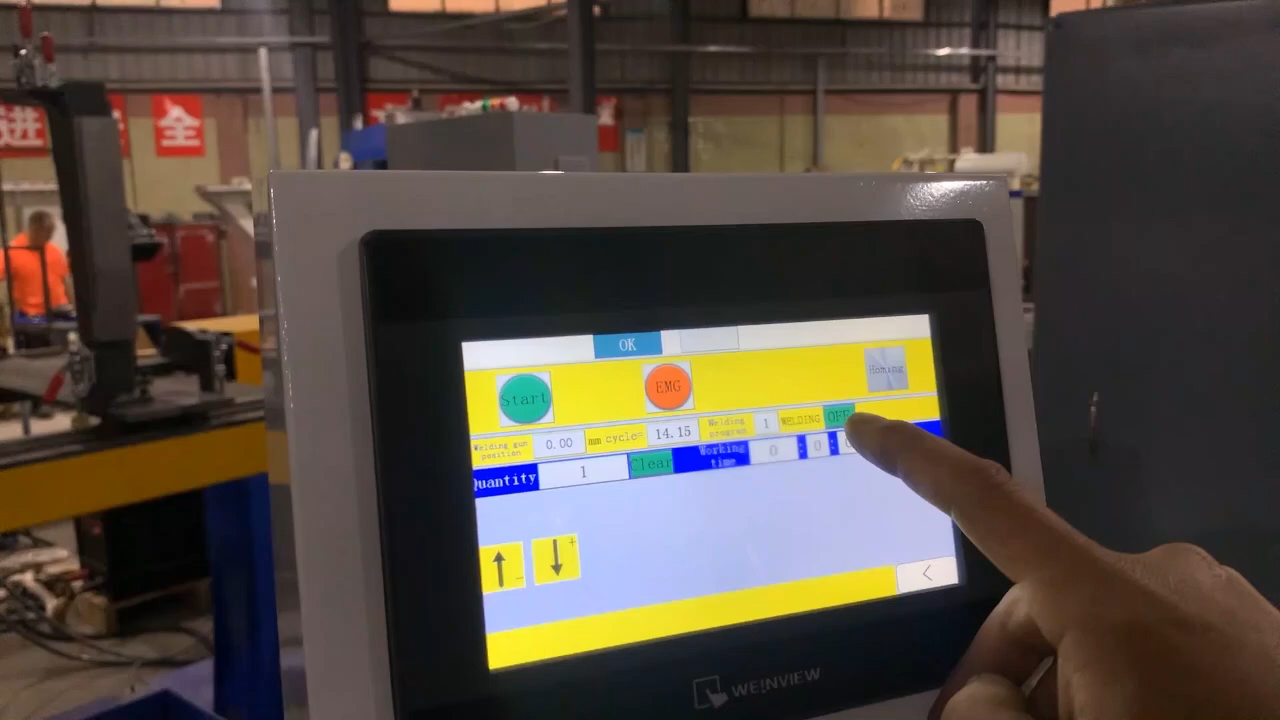 进
全
OK
Start
EMG
Homing
Welding gun position
0.00
mm
cycle=
14.15
Welding program
1
WELDING
OFF
Quantity
1
Clear
Working time
0
:
0
:
↑
−
↓
+
<
WEINVIEW